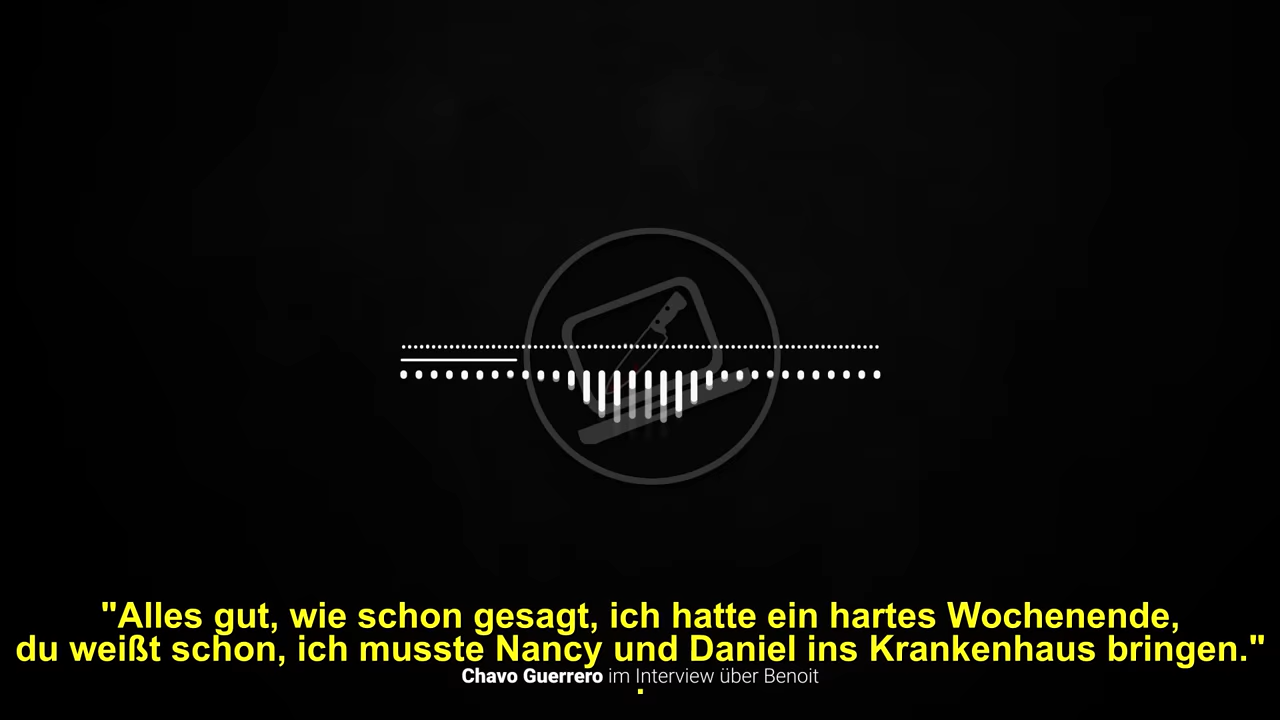 "Alles gut, wie schon gesagt, ich hatte ein hartes Wochenende,
du weißt schon, ich musste Nancy und Daniel ins Krankenhaus bringen."
Chavo Guerrero im Interview über Benoit
.